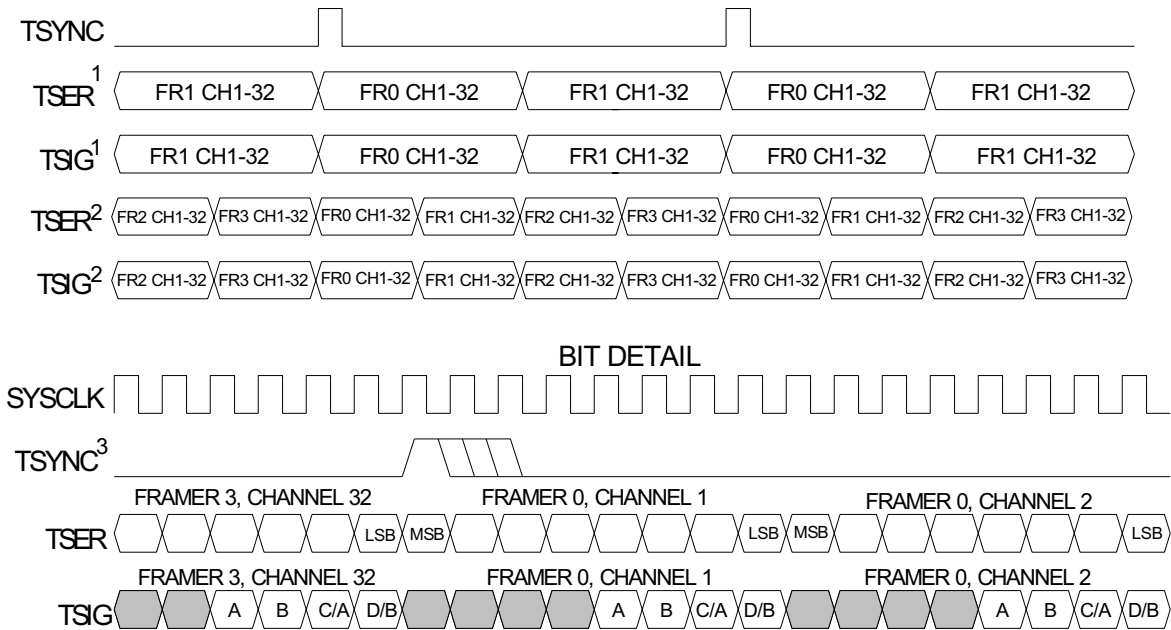 TSYNC
TSER1 FR1 CH1-32 FR0 CH1-32 FR1 CH1-32 FR0 CH1-32 FR1 CH1-32
TSIG1 FR1 CH1-32 FR0 CH1-32 FR1 CH1-32 FR0 CH1-32 FR1 CH1-32
TSER2 FR2 CH1-32 FR3 CH1-32 FR0 CH1-32 FR1 CH1-32 FR2 CH1-32 FR3 CH1-32 FR0 CH1-32 FR1 CH1-32 FR2 CH1-32 FR3 CH1-32
TSIG2 FR2 CH1-32 FR3 CH1-32 FR0 CH1-32 FR1 CH1-32 FR2 CH1-32 FR3 CH1-32 FR0 CH1-32 FR1 CH1-32 FR2 CH1-32 FR3 CH1-32
BIT DETAIL
SYSCLK
TSYNC3
FRAMER 3, CHANNEL 32 FRAMER 0, CHANNEL 1 FRAMER 0, CHANNEL 2
TSER LSB MSB LSB MSB LSB
FRAMER 3, CHANNEL 32 FRAMER 0, CHANNEL 1 FRAMER 0, CHANNEL 2
TSIG A B C/A D/B A B C/A D/B A B C/A D/B